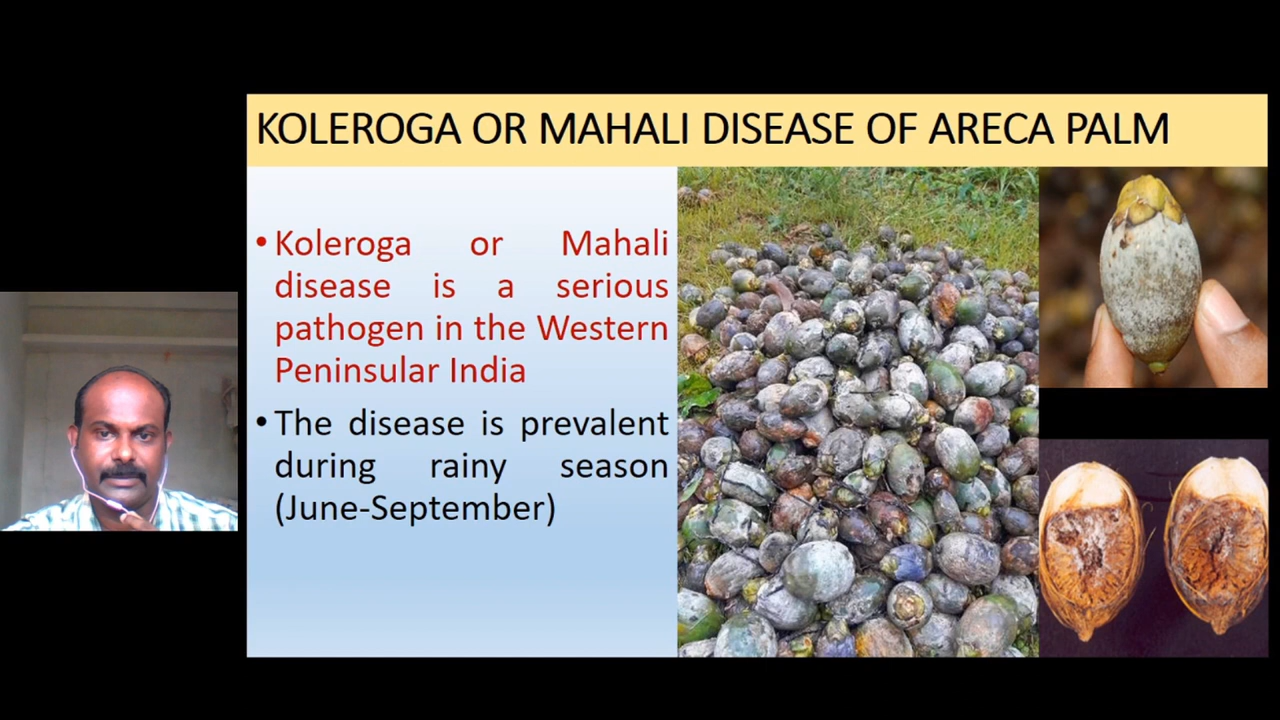 KOLEROGA OR MAHALI DISEASE OF ARECA PALM
• Koleroga or Mahali
disease is a serious
pathogen in the Western
Peninsular India
• The disease is prevalent
during rainy season
(June-September)